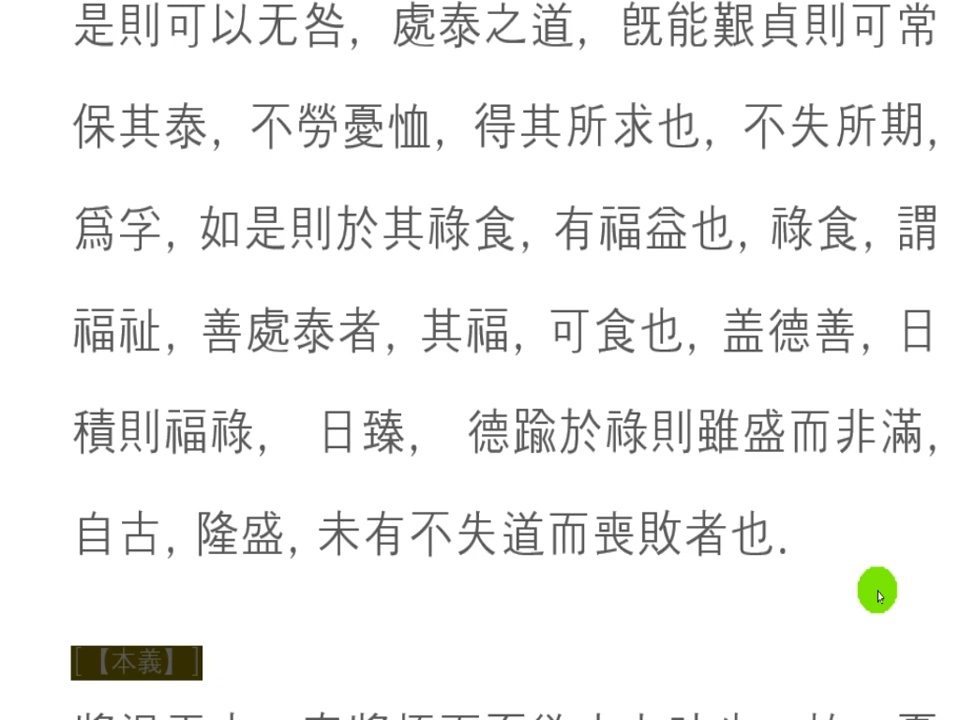 是則可以无咎, 處泰之道, 旣能艱貞則可常
保其泰, 不勞憂恤, 得其所求也, 不失所期,
爲孚, 如是則於其祿食, 有福益也, 祿食, 謂
福祉, 善處泰者, 其福, 可食也, 盖德善, 日
積則福祿, 日臻, 德踰於祿則雖盛而非滿,
自古, 隆盛, 未有不失道而喪敗者也.
[【本義】]